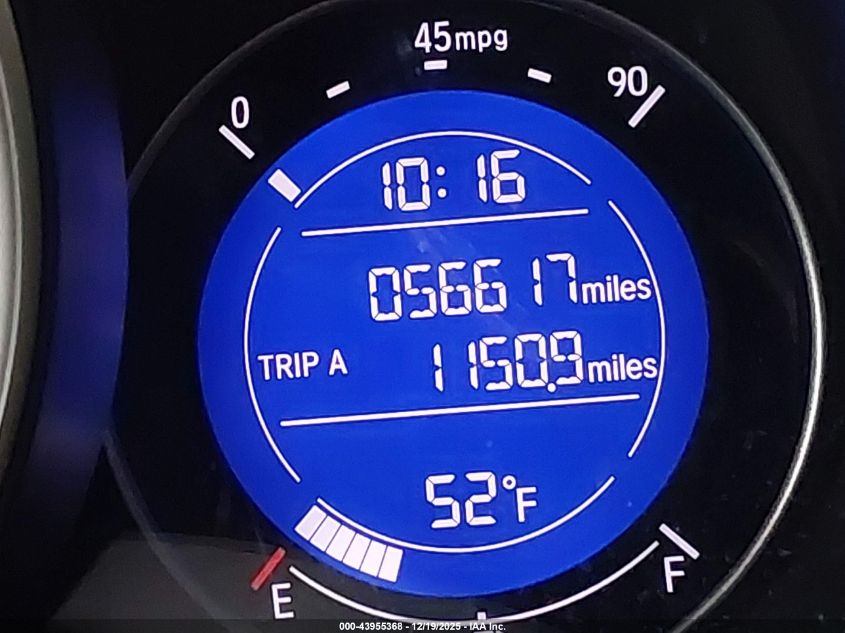 45mpg
0
90
10:16
056617miles
TRIP A 1150.9miles
52°F
E
F
000-43955368 - 12/19/2025 - IAA Inc.